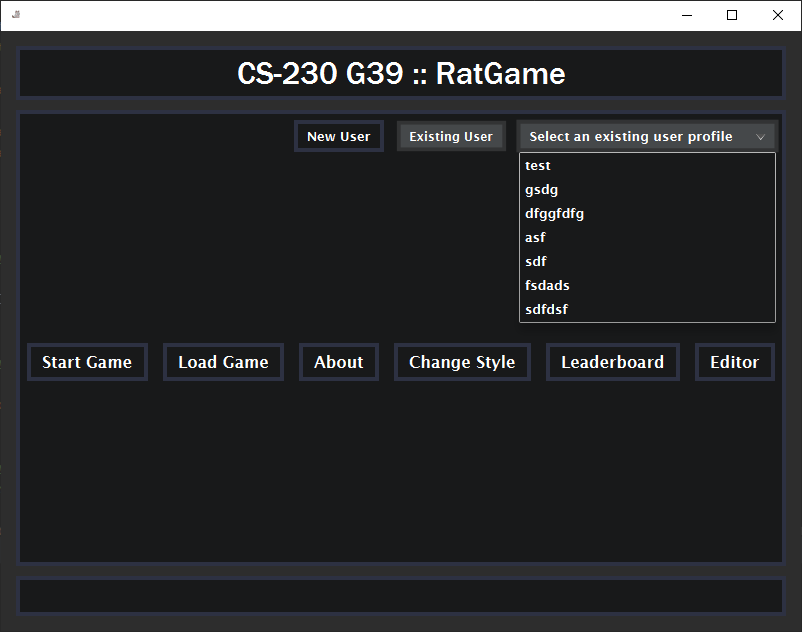 CS-230 G39 :: RatGame
New User Existing User Select an existing user profile
test
gsdg
dfggfdfg
asf
sdf
fsdads
sdfdsf
Start Game Load Game About Change Style Leaderboard Editor